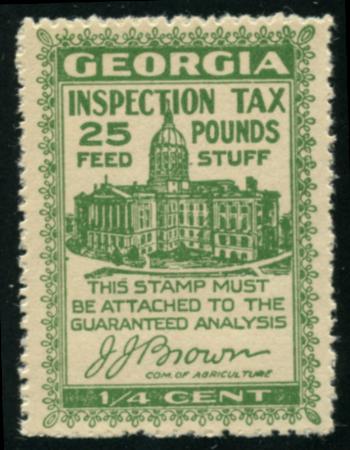 GEORGIA
INSPECTION TAX
25 POUNDS
FEED STUFF
THIS STAMP MUST
BE ATTACHED TO THE
GUARANTEED ANALYSIS
J.J. Brown
COM. OF AGRICULTURE
1/4 CENT